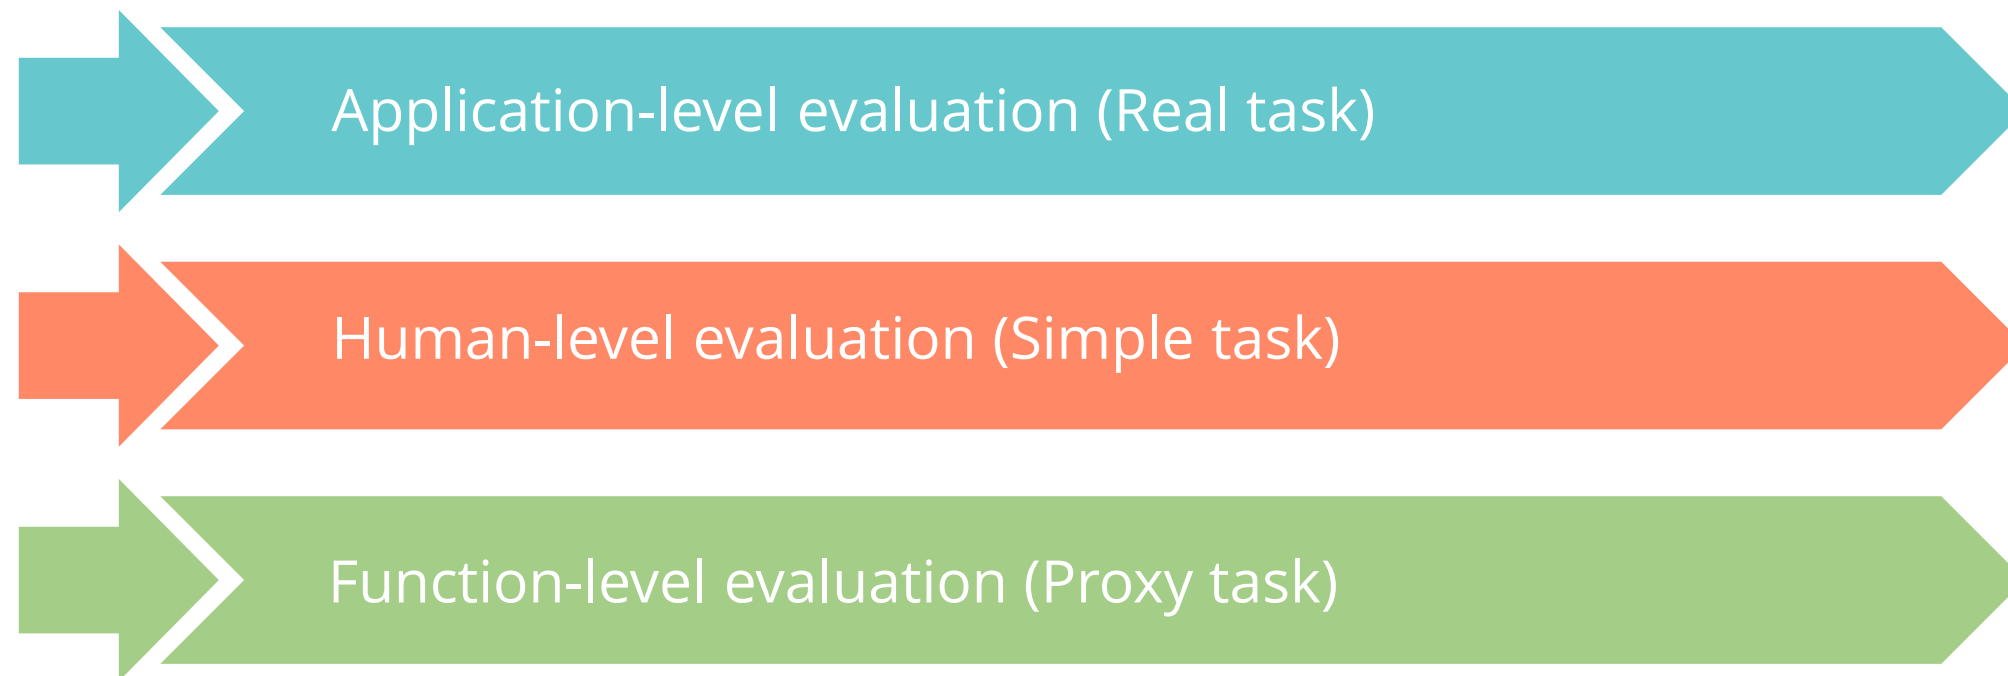 Application-level evaluation (Real task)
Human-level evaluation (Simple task)
Function-level evaluation (Proxy task)